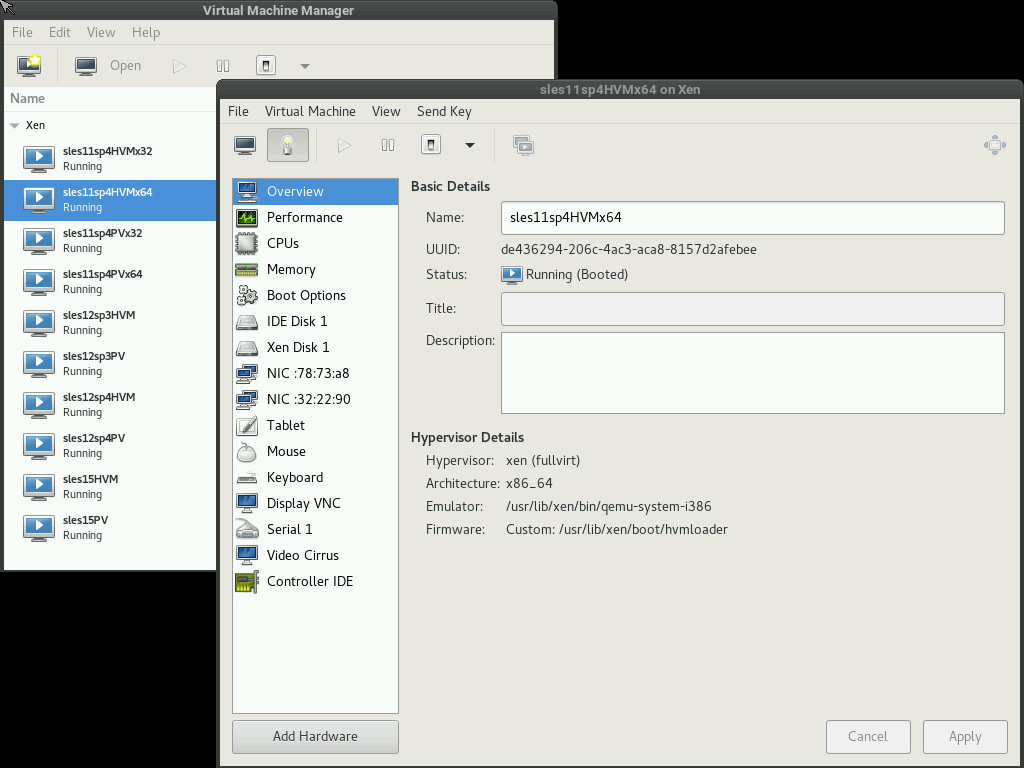 Virtual Machine Manager
File Edit View Help
Open
Name
Xen
sles11sp4HVMx32
Running
sles11sp4HVMx64
Running
sles11sp4PVx32
Running
sles11sp4PVx64
Running
sles12sp3HVM
Running
sles12sp3PV
Running
sles12sp4HVM
Running
sles12sp4PV
Running
sles15HVM
Running
sles15PV
Running
sles11sp4HVMx64 on Xen
File Virtual Machine View Send Key
Overview
Performance
CPUs
Memory
Boot Options
IDE Disk 1
Xen Disk 1
NIC :78:73:a8
NIC :32:22:90
Tablet
Mouse
Keyboard
Display VNC
Serial 1
Video Cirrus
Controller IDE
Add Hardware
Basic Details
Name: sles11sp4HVMx64
UUID: de436294-206c-4ac3-aca8-8157d2afebee
Status: Running (Booted)
Title:
Description:
Hypervisor Details
Hypervisor: xen (fullvirt)
Architecture: x86_64
Emulator: /usr/lib/xen/bin/qemu-system-i386
Firmware: Custom: /usr/lib/xen/boot/hvmloader
Cancel Apply